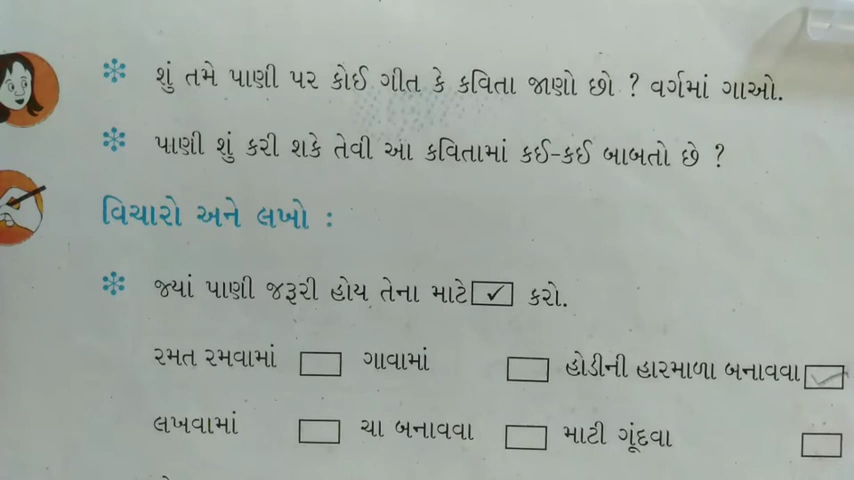 શું તમે પાણી પર કોઈ ગીત કે કવિતા જાણો છો ? વર્ગમાં ગાઓ.
પાણી શું કરી શકે તેવી આ કવિતામાં કઈ-કઈ બાબતો છે ?
વિચારો અને લખો :
જ્યાં પાણી જરૂરી હોય તેના માટે ✓ કરો.
રમત રમવામાં ગાવામાં હોડીની હારમાળા બનાવવા ✓
લખવામાં ચા બનાવવા માટી ગૂંદવા